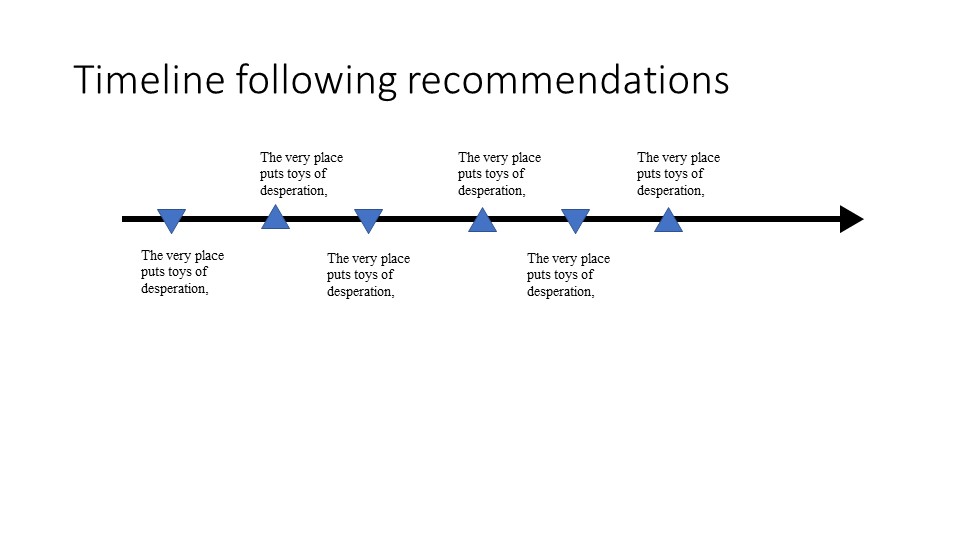 Timeline following recommendations
The very place
puts toys of
desperation,
The very place
puts toys of
desperation,
The very place
puts toys of
desperation,
The very place
puts toys of
desperation,
The very place
puts toys of
desperation,
The very place
puts toys of
desperation,